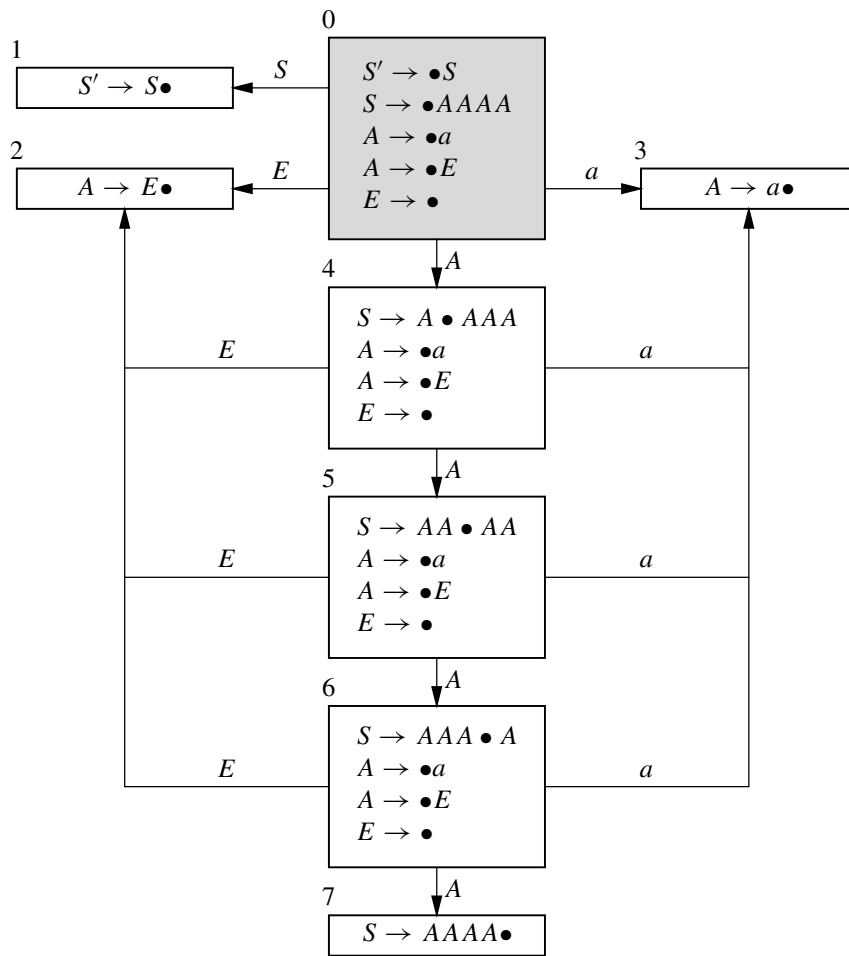 0
1
S′ → S●
S
S′ → ●S
S → ●AAAA
A → ●a
A → ●E
E → ●
2
A → E●
E
a
3
A → a●
A
4
S → A ● AAA
A → ●a
A → ●E
E → ●
E
a
A
5
S → AA ● AA
A → ●a
A → ●E
E → ●
E
a
A
6
S → AAA ● A
A → ●a
A → ●E
E → ●
E
a
A
7
S → AAAA●